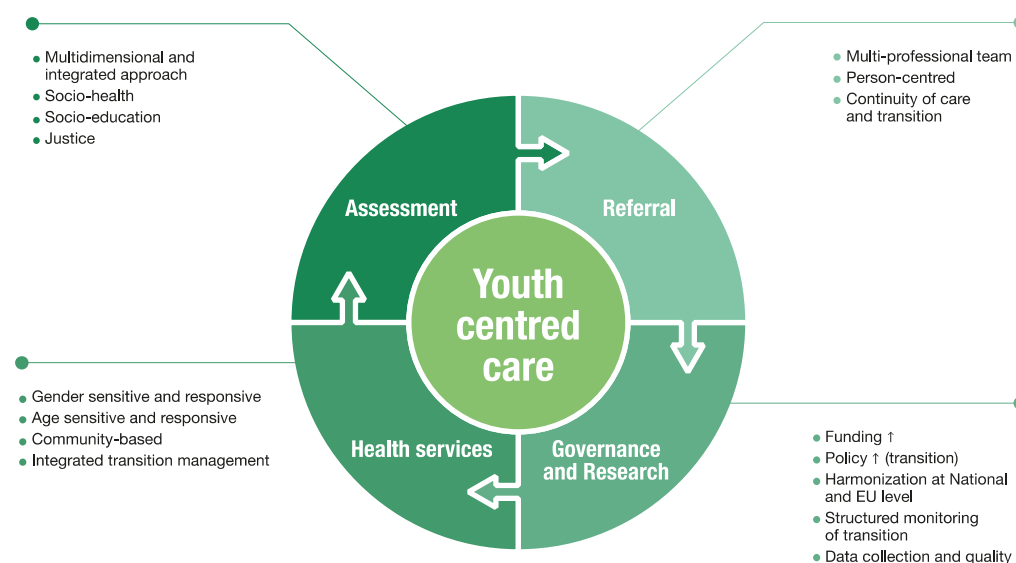 Multidimensional and
integrated approach
Socio-health
Socio-education
Justice
Multi-professional team
Person-centred
Continuity of care
and transition
Assessment
Referral
Youth
centred
care
Health services
Governance
and Research
Gender sensitive and responsive
Age sensitive and responsive
Community-based
Integrated transition management
Funding ↑
Policy ↑ (transition)
Harmonization at National
and EU level
Structured monitoring
of transition
Data collection and quality